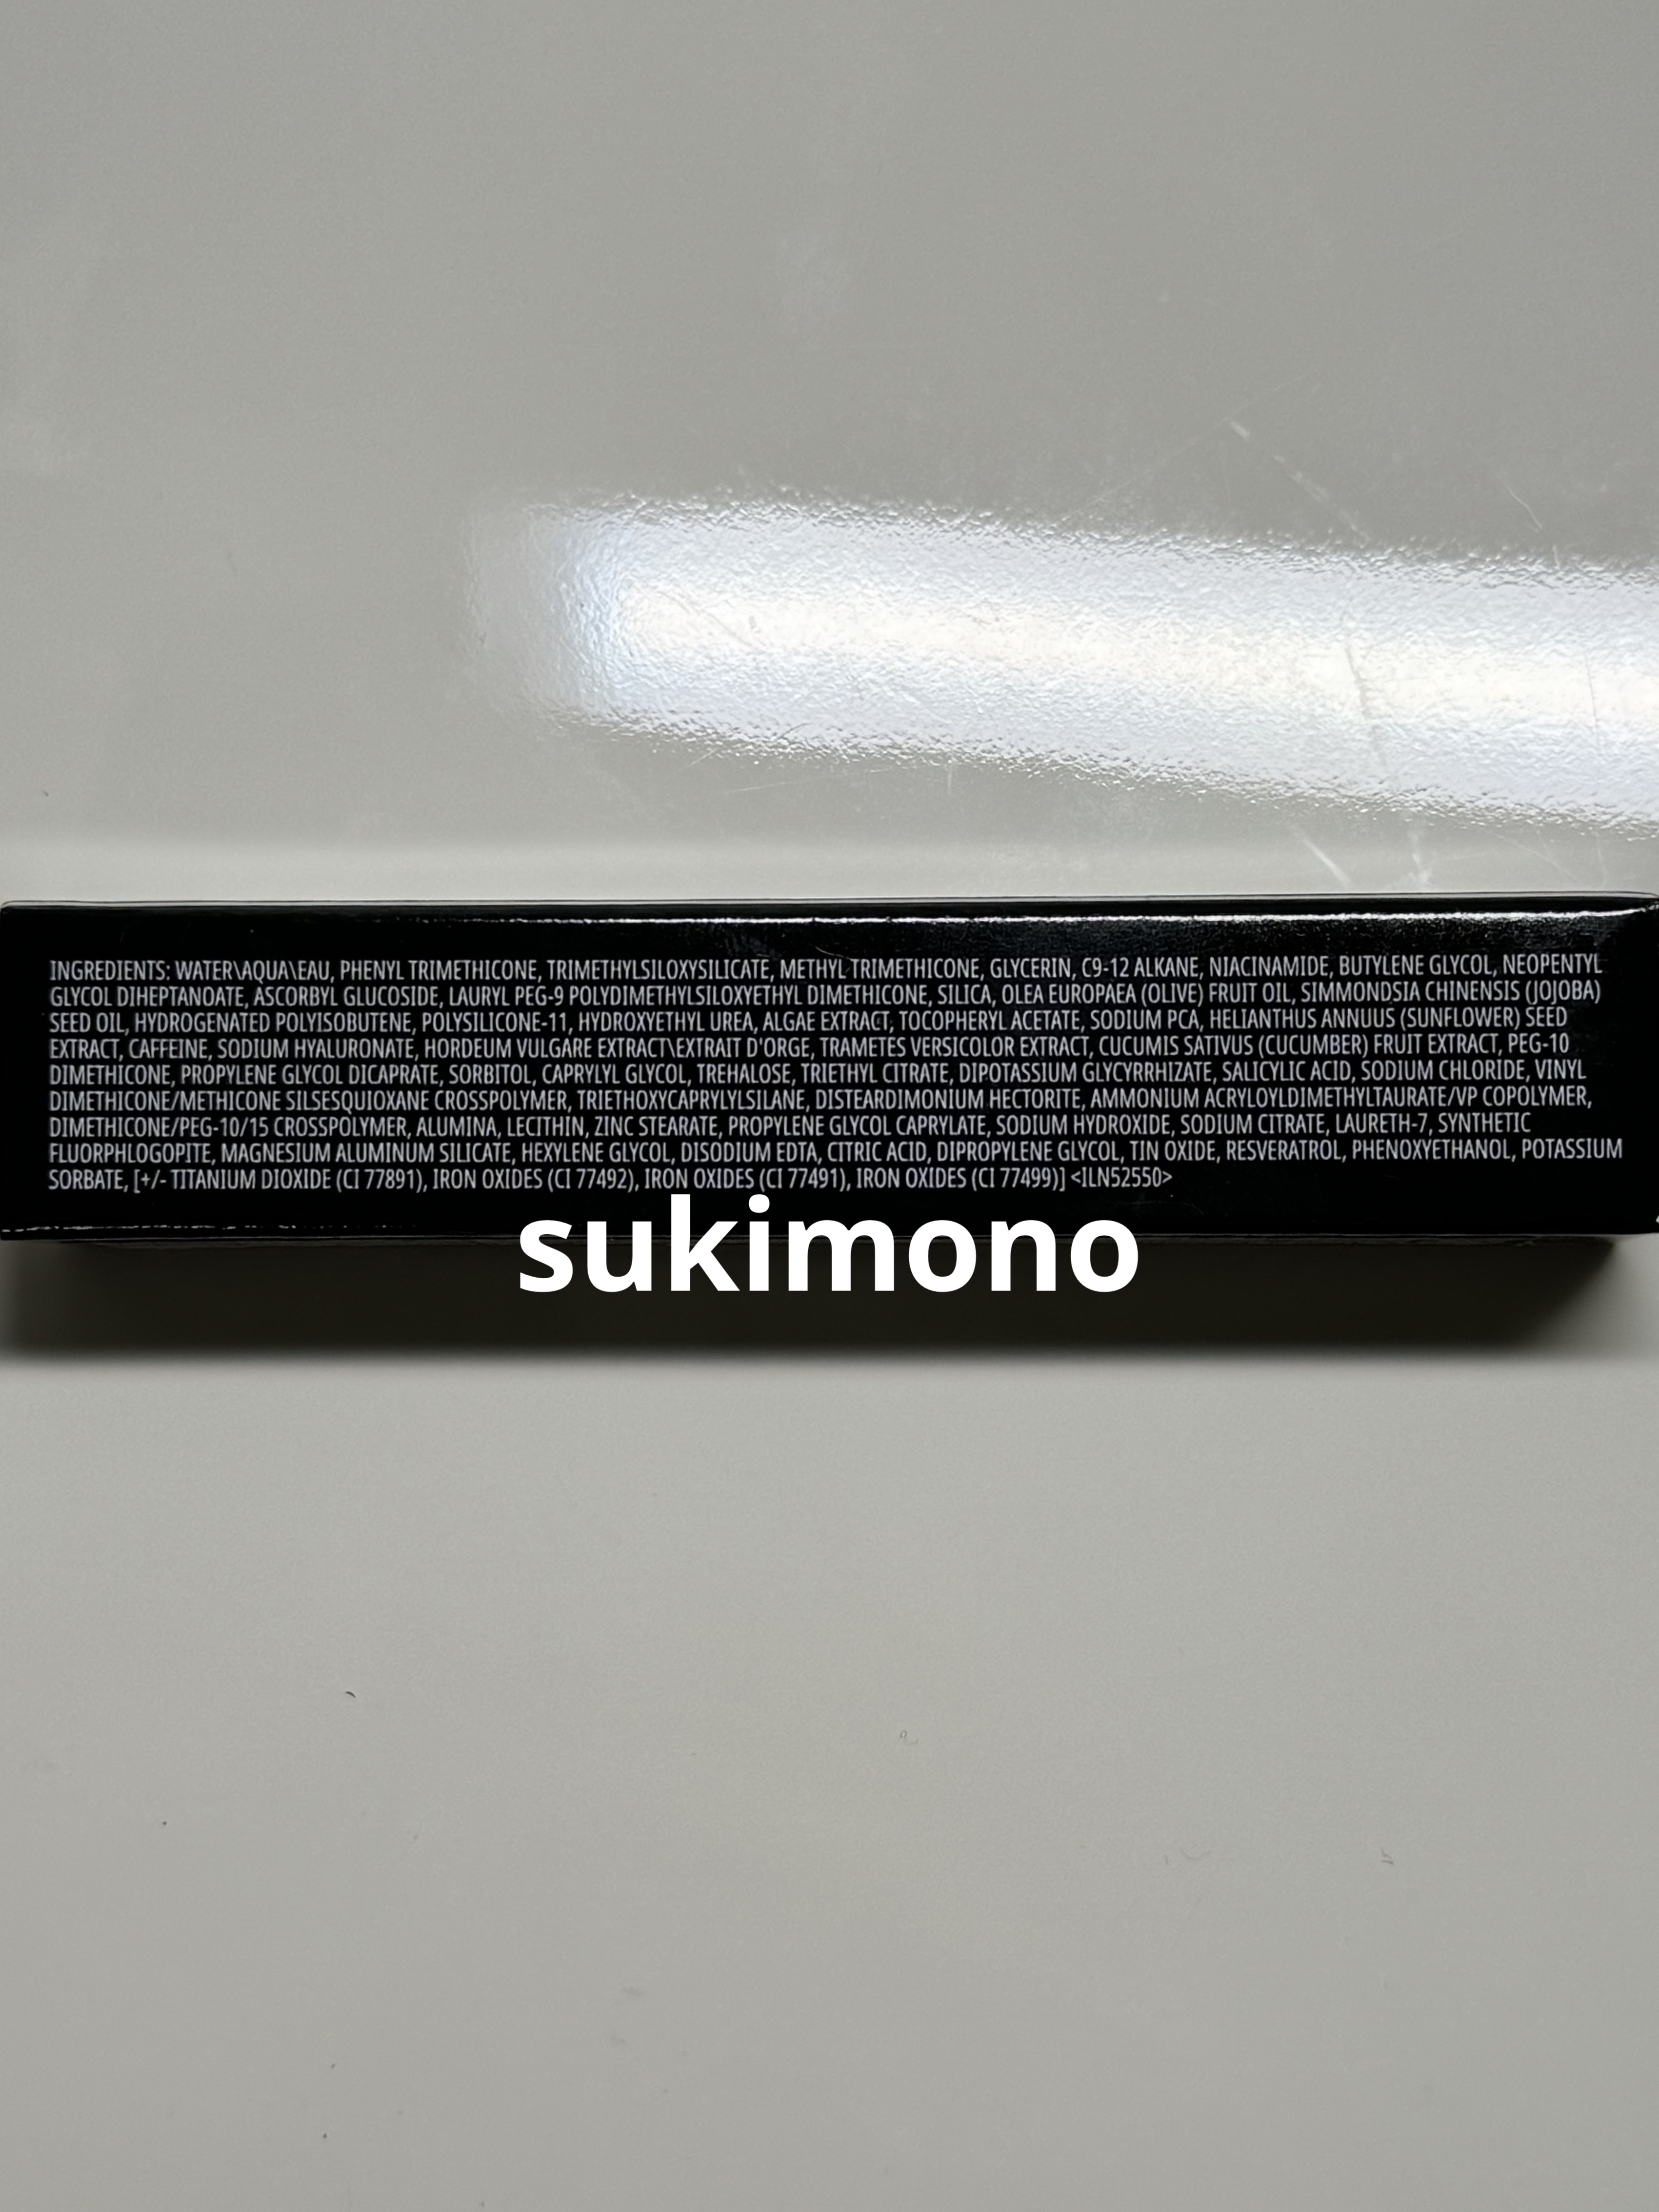 INGREDIENTS: WATER\AQUA\EAU, PHENYL TRIMETHICONE, TRIMETHYLSILOXYSILICATE, METHYL TRIMETHICONE, GLYCERIN, C9-12 ALKANE, NIACINAMIDE, BUTYLENE GLYCOL, NEOPENTYL
GLYCOL DIHEPTANOATE, ASCORBYL GLUCOSIDE, LAURYL PEG-9 POLYDIMETHYLSILOXYETHYL DIMETHICONE, SILICA, OLEA EUROPAEA (OLIVE) FRUIT OIL, SIMMONDSIA CHINENSIS (JOJOBA)
SEED OIL, HYDROGENATED POLYISOBUTENE, POLYSILICONE-11, HYDROXYETHYL UREA, ALGAE EXTRACT, TOCOPHERYL ACETATE, SODIUM PCA, HELIANTHUS ANNUUS (SUNFLOWER) SEED
EXTRACT, CAFFEINE, SODIUM HYALURONATE, HORDEUM VULGARE EXTRACT\EXTRAIT D'ORGE, TRAMETES VERSICOLOR EXTRACT, CUCUMIS SATIVUS (CUCUMBER) FRUIT EXTRACT, PEG-10
DIMETHICONE, PROPYLENE GLYCOL DICAPRATE, SORBITOL, CAPRYLYL GLYCOL, TREHALOSE, TRIETHYL CITRATE, DIPOTASSIUM GLYCYRRHIZATE, SALICYLIC ACID, SODIUM CHLORIDE, VINYL
DIMETHICONE/METHICONE SILSESQUIOXANE CROSSPOLYMER, TRIETHOXYCAPRYLYLSILANE, DISTEARDIMONIUM HECTORITE, AMMONIUM ACRYLOYLDIMETHYLTAURATE/VP COPOLYMER,
DIMETHICONE/PEG-10/15 CROSSPOLYMER, ALUMINA, LECITHIN, ZINC STEARATE, PROPYLENE GLYCOL CAPRYLATE, SODIUM HYDROXIDE, SODIUM CITRATE, LAURETH-7, SYNTHETIC
FLUORPHLOGOPITE, MAGNESIUM ALUMINUM SILICATE, HEXYLENE GLYCOL, DISODIUM EDTA, CITRIC ACID, DIPROPYLENE GLYCOL, TIN OXIDE, RESVERATROL, PHENOXYETHANOL, POTASSIUM
SORBATE, [+/- TITANIUM DIOXIDE (CI 77891), IRON OXIDES (CI 77492), IRON OXIDES (CI 77491), IRON OXIDES (CI 77499)] <ILN52550>
sukimono